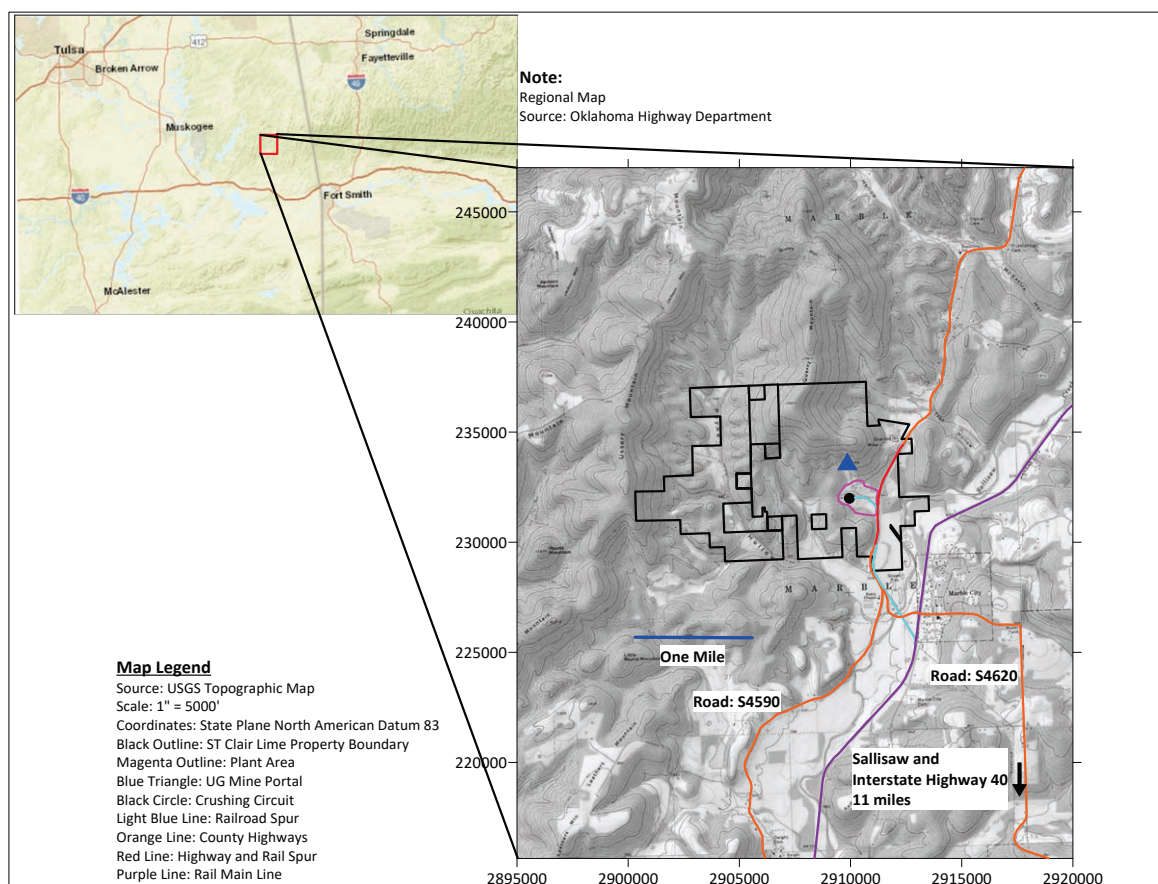 Springdale
Tulsa
412
Fayetteville
Broken Arrow
49
Muskogee
40
Fort Smith
McAlester
Note:
Regional Map
Source: Oklahoma Highway Department
245000
240000
235000
230000
225000
220000
MARBLE
MARBLE
Marble City
One Mile
Road: S4590
Road: S4620
Sallisaw and
Interstate Highway 40
11 miles
2895000
2900000
2905000
2910000
2915000
2920000
Map Legend
Source: USGS Topographic Map
Scale: 1" = 5000'
Coordinates: State Plane North American Datum 83
Black Outline: ST Clair Lime Property Boundary
Magenta Outline: Plant Area
Blue Triangle: UG Mine Portal
Black Circle: Crushing Circuit
Light Blue Line: Railroad Spur
Orange Line: County Highways
Red Line: Highway and Rail Spur
Purple Line: Rail Main Line